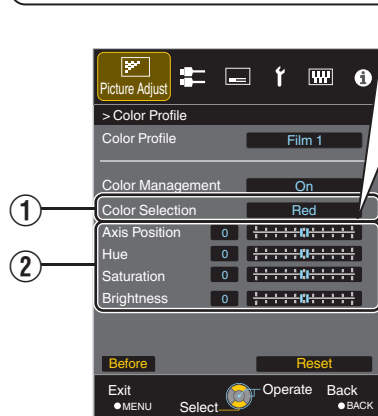 Picture Adjust
> Color Profile
Color Profile Film 1
Color Management On
① Color Selection Red
② Axis Position 0
Hue 0
Saturation 0
Brightness 0
Before Reset
Exit Operate Back
●MENU Select ●BACK